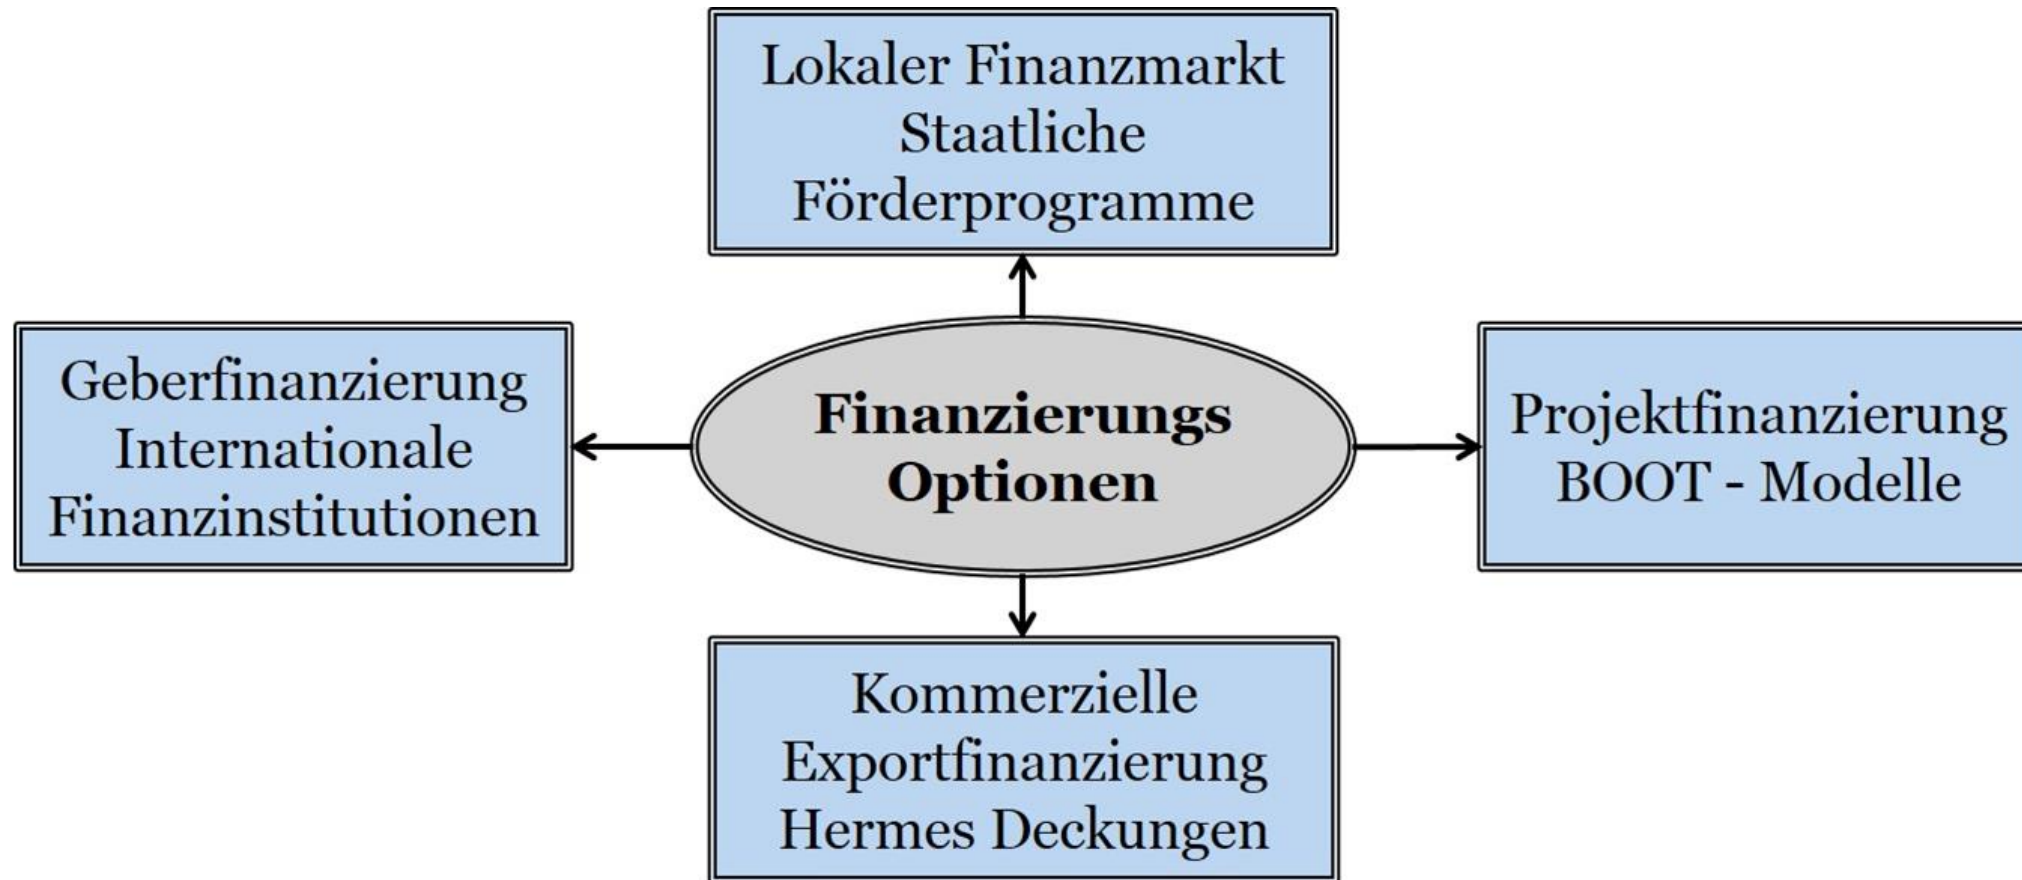 Lokaler Finanzmarkt
Staatliche
Förderprogramme
Geberfinanzierung
Internationale
Finanzinstitutionen
Finanzierungs
Optionen
Projektfinanzierung
BOOT - Modelle
Kommerzielle
Exportfinanzierung
Hermes Deckungen